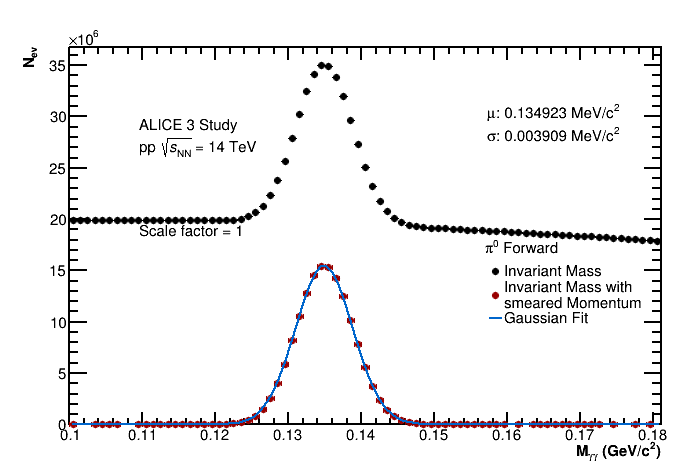 ×10⁶
N_ev
35
30
25
20
15
10
5
0
ALICE 3 Study
pp √s_NN = 14 TeV
Scale factor = 1
μ: 0.134923 MeV/c²
σ: 0.003909 MeV/c²
π⁰ Forward
Invariant Mass
Invariant Mass with
smeared Momentum
Gaussian Fit
0.1 0.11 0.12 0.13 0.14 0.15 0.16 0.17 0.18
M_γγ (GeV/c²)